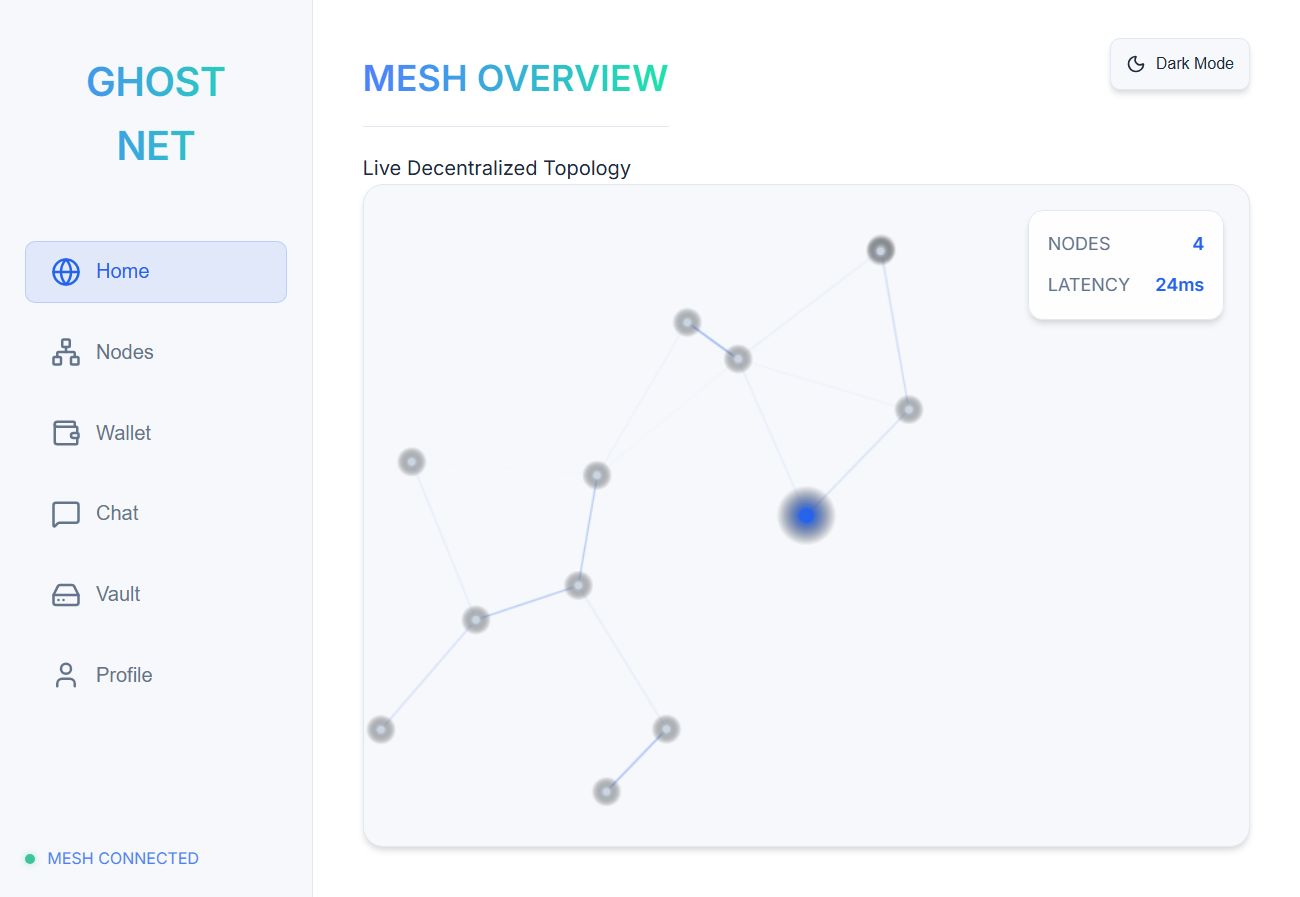 GHOST
NET
Home
Nodes
Wallet
Chat
Vault
Profile
MESH CONNECTED
MESH OVERVIEW
Dark Mode
Live Decentralized Topology
NODES 4
LATENCY 24ms